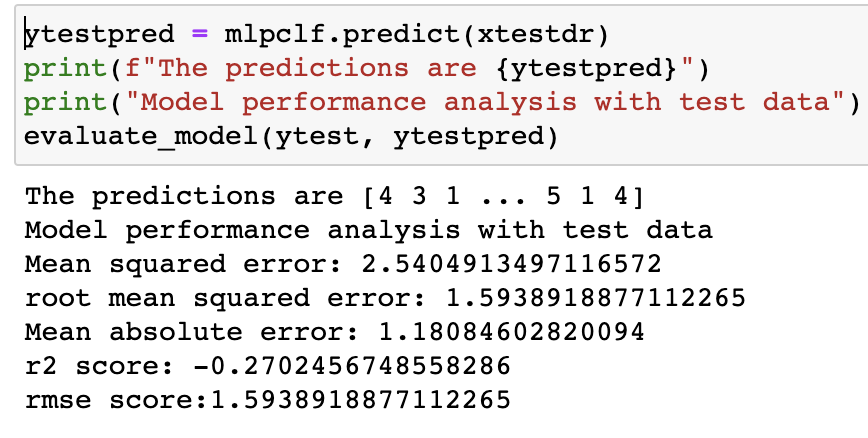 ytestpred = mlpclf.predict(xtestdr)
print(f"The predictions are {ytestpred}")
print("Model performance analysis with test data")
evaluate_model(ytest, ytestpred)
The predictions are [4 3 1 ... 5 1 4]
Model performance analysis with test data
Mean squared error: 2.5404913497116572
root mean squared error: 1.5938918877112265
Mean absolute error: 1.18084602820094
r2 score: -0.2702456748558286
rmse score:1.5938918877112265